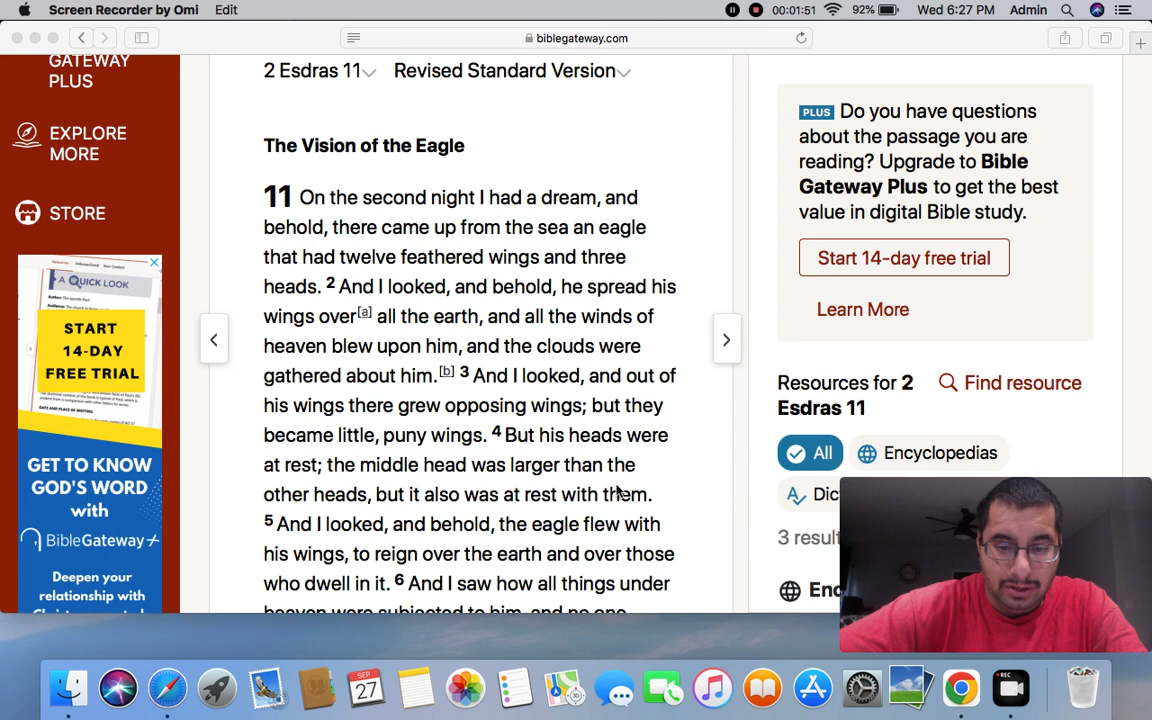 Screen Recorder by Omi Edit 00:01:51 92% Wed 6:27 PM Admin
biblegateway.com
GATEWAY
PLUS
EXPLORE
MORE
STORE
A QUICK LOOK
START
14-DAY
FREE TRIAL
GET TO KNOW
GOD'S WORD
with
BibleGateway+
Deepen your
relationship with
2 Esdras 11 Revised Standard Version
The Vision of the Eagle
11 On the second night I had a dream, and
behold, there came up from the sea an eagle
that had twelve feathered wings and three
heads. 2 And I looked, and behold, he spread his
wings over[a] all the earth, and all the winds of
heaven blew upon him, and the clouds were
gathered about him.[b] 3 And I looked, and out of
his wings there grew opposing wings; but they
became little, puny wings. 4 But his heads were
at rest; the middle head was larger than the
other heads, but it also was at rest with them.
5 And I looked, and behold, the eagle flew with
his wings, to reign over the earth and over those
who dwell in it. 6 And I saw how all things under
heaven were subjected to him, and no one
PLUS Do you have questions
about the passage you are
reading? Upgrade to Bible
Gateway Plus to get the best
value in digital Bible study.
Start 14-day free trial
Learn More
Resources for 2
Esdras 11
Find resource
All
Encyclopedias
Dic
3 result
Enc
SEP
27
REC